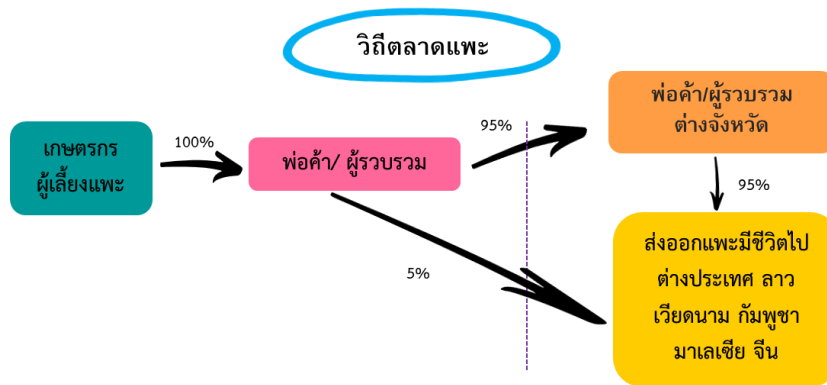 วิถีตลาดแพะ
เกษตรกร
ผู้เลี้ยงแพะ
100%
พ่อค้า/ ผู้รวบรวม
95%
พ่อค้า/ผู้รวบรวม
ต่างจังหวัด
95%
5%
ส่งออกแพะมีชีวิตไป
ต่างประเทศ ลาว
เวียดนาม กัมพูชา
มาเลเซีย จีน